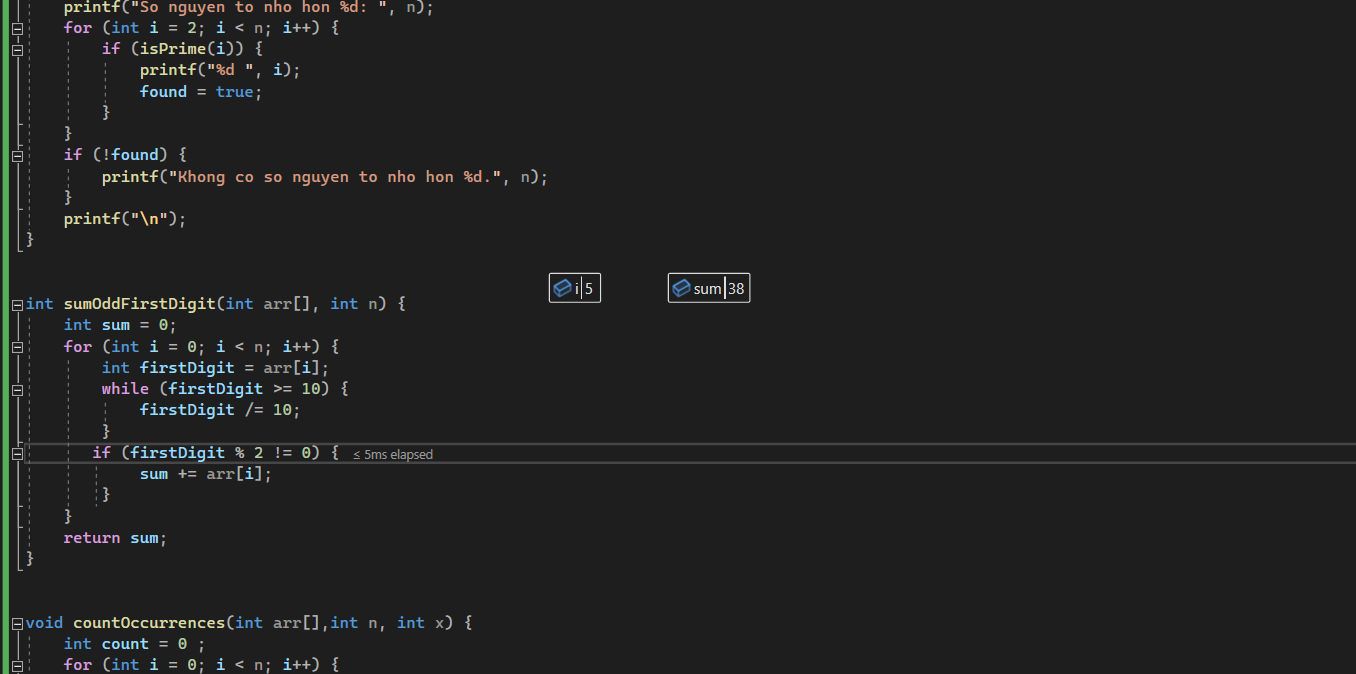 printf("So nguyen to nho hon %d: ", n);
    for (int i = 2; i < n; i++) {
        if (isPrime(i)) {
            printf("%d ", i);
            found = true;
        }
    }
    if (!found) {
        printf("Khong co so nguyen to nho hon %d.", n);
    }
    printf("\n");
}
i 5
sum 38
int sumOddFirstDigit(int arr[], int n) {
    int sum = 0;
    for (int i = 0; i < n; i++) {
        int firstDigit = arr[i];
        while (firstDigit >= 10) {
            firstDigit /= 10;
        }
       if (firstDigit % 2 != 0) { ≤ 5ms elapsed
            sum += arr[i];
        }
    }
    return sum;
}
void countOccurrences(int arr[],int n, int x) {
    int count = 0 ;
    for (int i = 0; i < n; i++) {